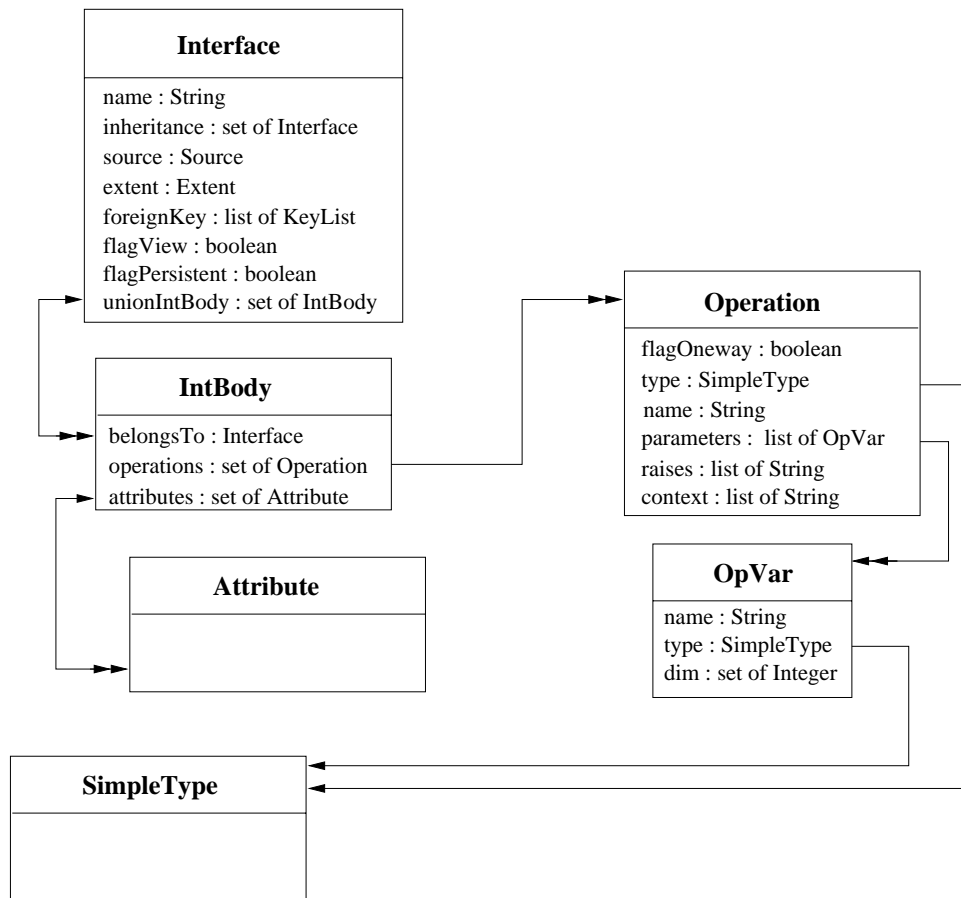 Interface
name : String
inheritance : set of Interface
source : Source
extent : Extent
foreignKey : list of KeyList
flagView : boolean
flagPersistent : boolean
unionIntBody : set of IntBody
IntBody
belongsTo : Interface
operations : set of Operation
attributes : set of Attribute
Attribute
Operation
flagOneway : boolean
type : SimpleType
name : String
parameters : list of OpVar
raises : list of String
context : list of String
OpVar
name : String
type : SimpleType
dim : set of Integer
SimpleType